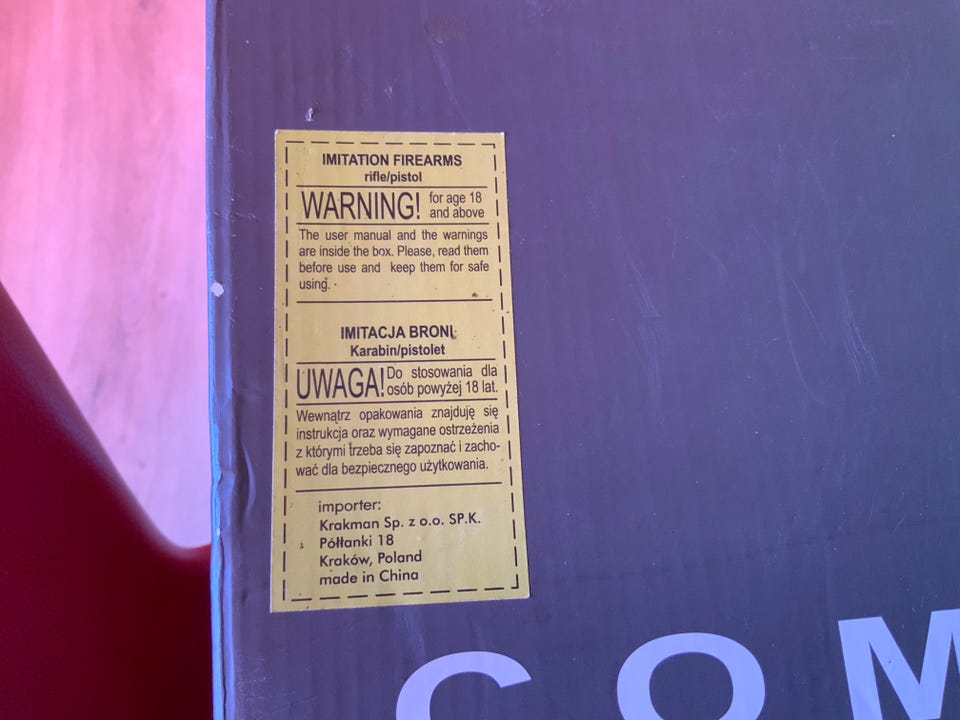 IMITATION FIREARMS
rifle/pistol
WARNING! for age 18
and above
The user manual and the warnings
are inside the box. Please, read them
before use and keep them for safe
using.
IMITACJA BRONI
Karabin/pistolet
UWAGA! Do stosowania dla
osób powyżej 18 lat.
Wewnątrz opakowania znajduję się
instrukcja oraz wymagane ostrzeżenia
z którymi trzeba się zapoznać i zacho-
wać dla bezpiecznego użytkowania.
importer:
Krakman Sp. z o.o. SP.K.
Półłanki 18
Kraków, Poland
made in China
COM